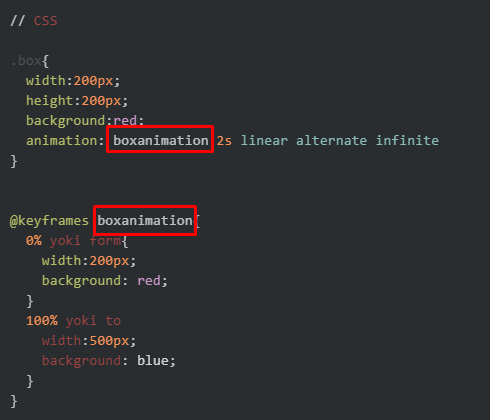 // CSS
.box{
width:200px;
height:200px;
background:red;
animation: boxanimation 2s linear alternate infinite
}
@keyframes boxanimation{
0% yoki form{
width:200px;
background: red;
}
100% yoki to
width:500px;
background: blue;
}
}